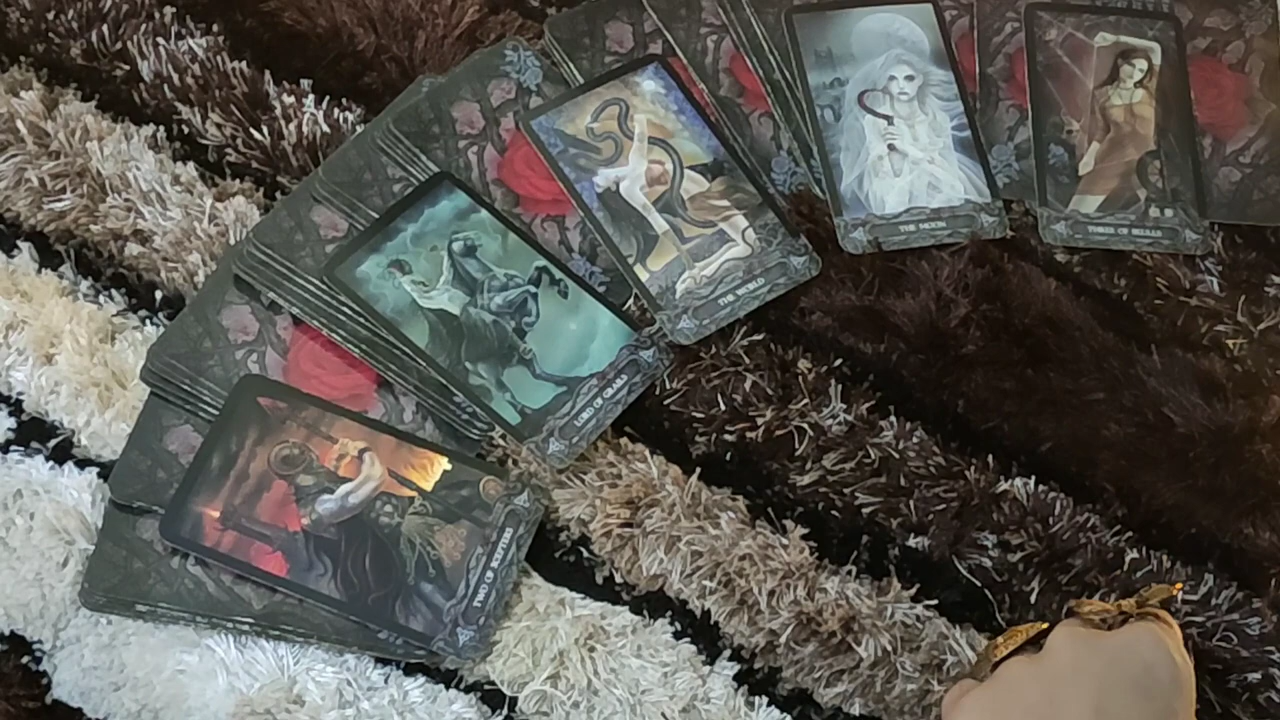 TWO OF SCEPTERS
LORD OF GRAILS
THE WORLD
THE MOON
THREE OF SKULLS